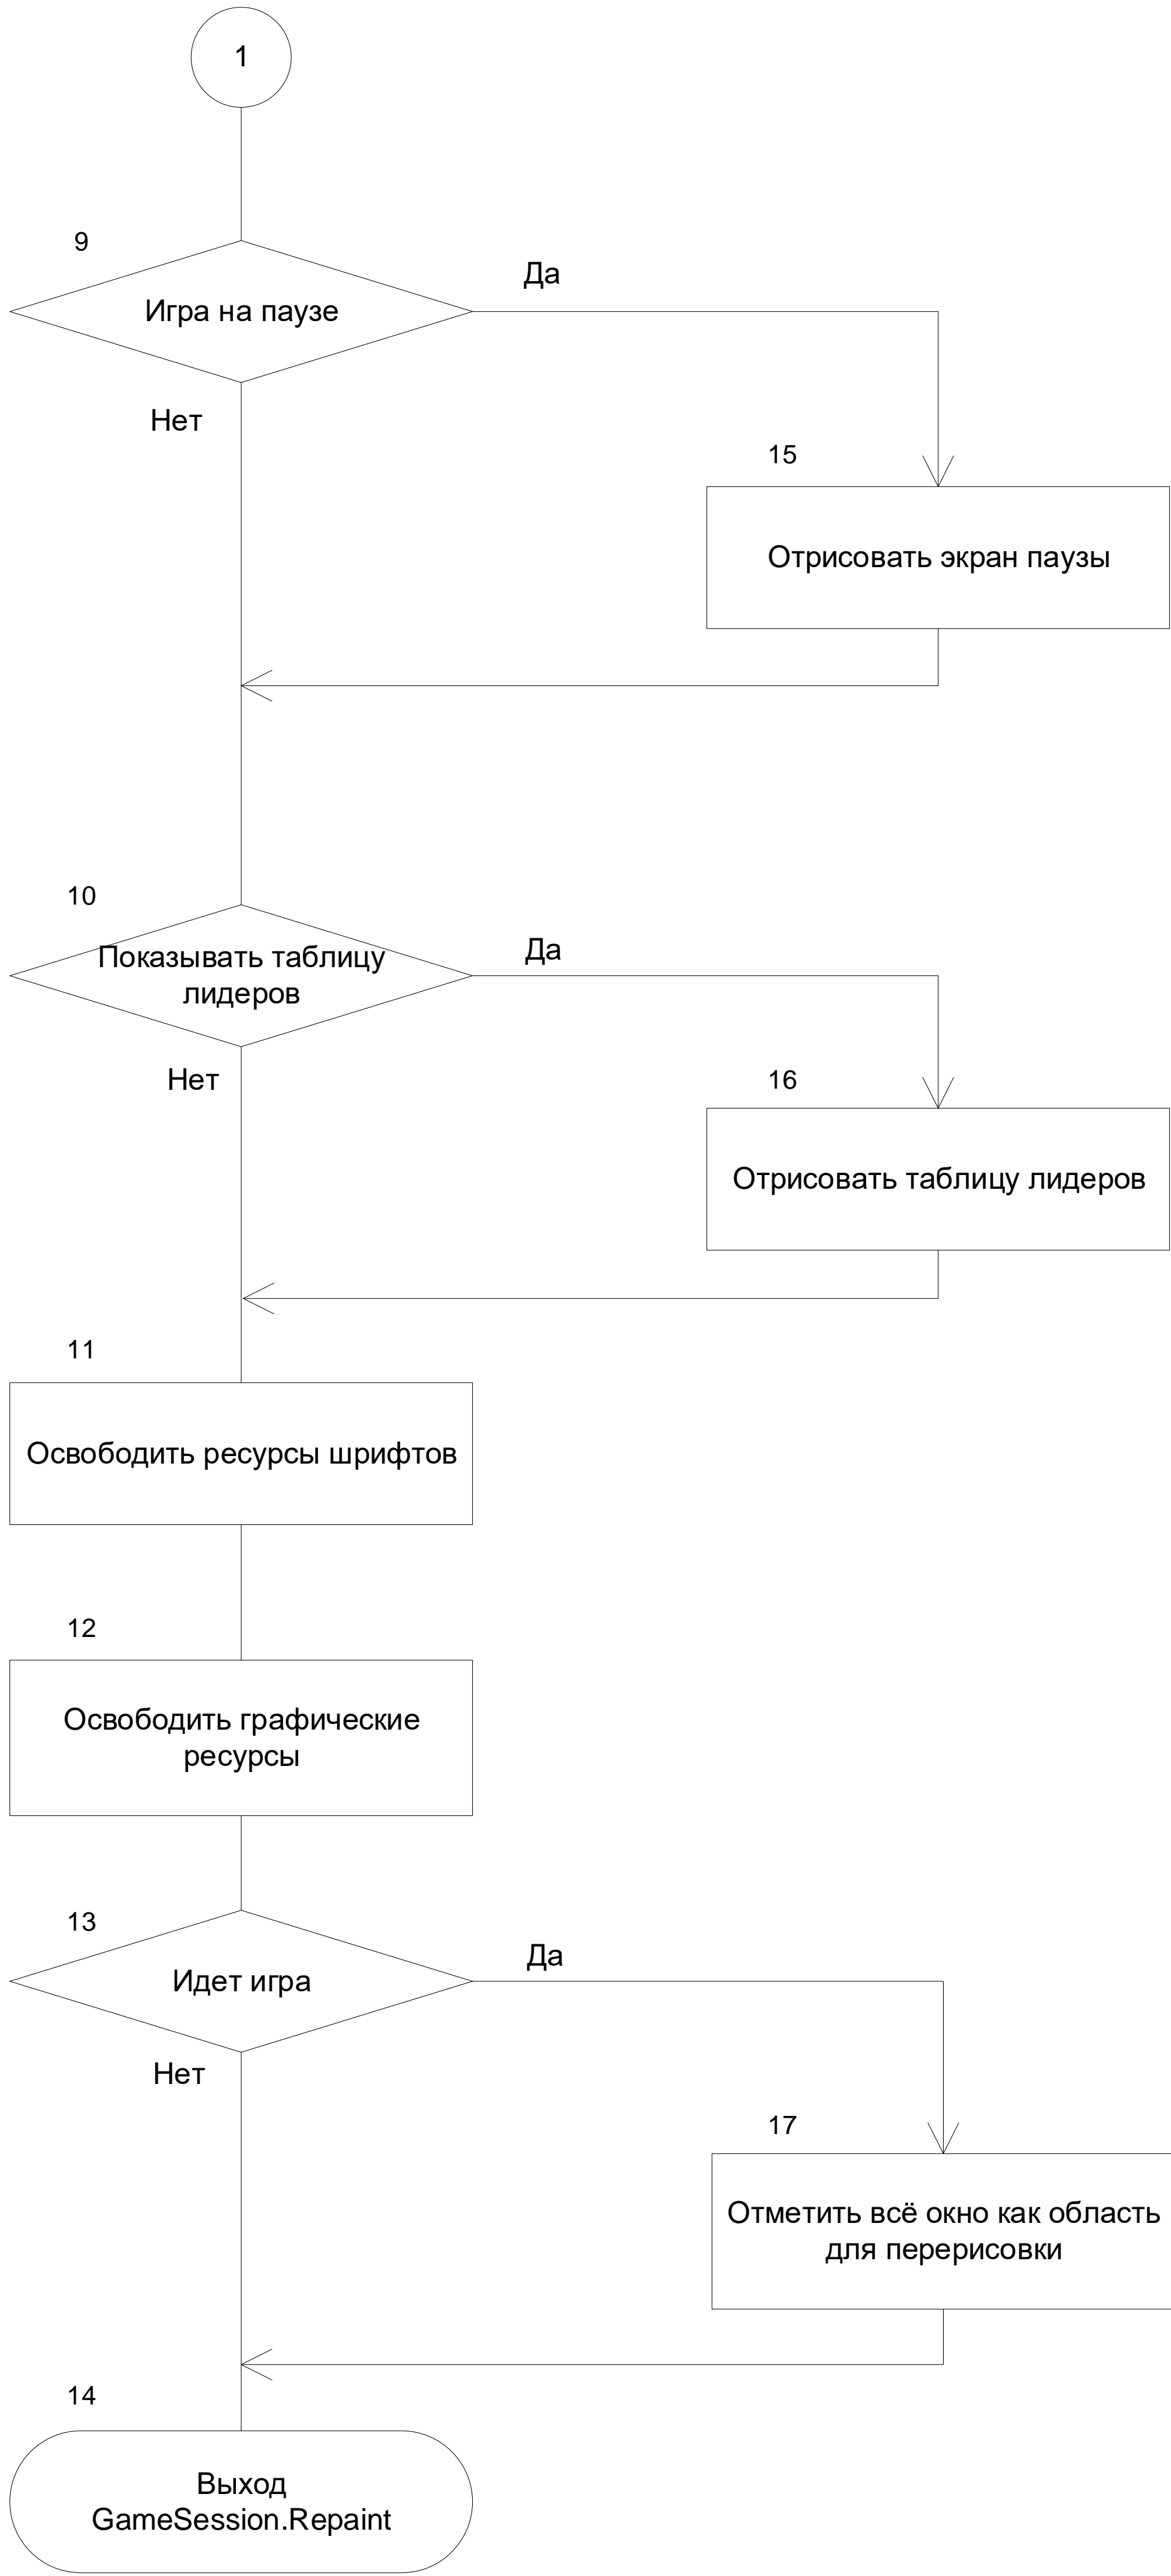 1
9
Игра на паузе
Да
Нет
15
Отрисовать экран паузы
10
Показывать таблицу
лидеров
Да
Нет
16
Отрисовать таблицу лидеров
11
Освободить ресурсы шрифтов
12
Освободить графические
ресурсы
13
Идет игра
Да
Нет
17
Отметить всё окно как область
для перерисовки
14
Выход
GameSession.Repaint